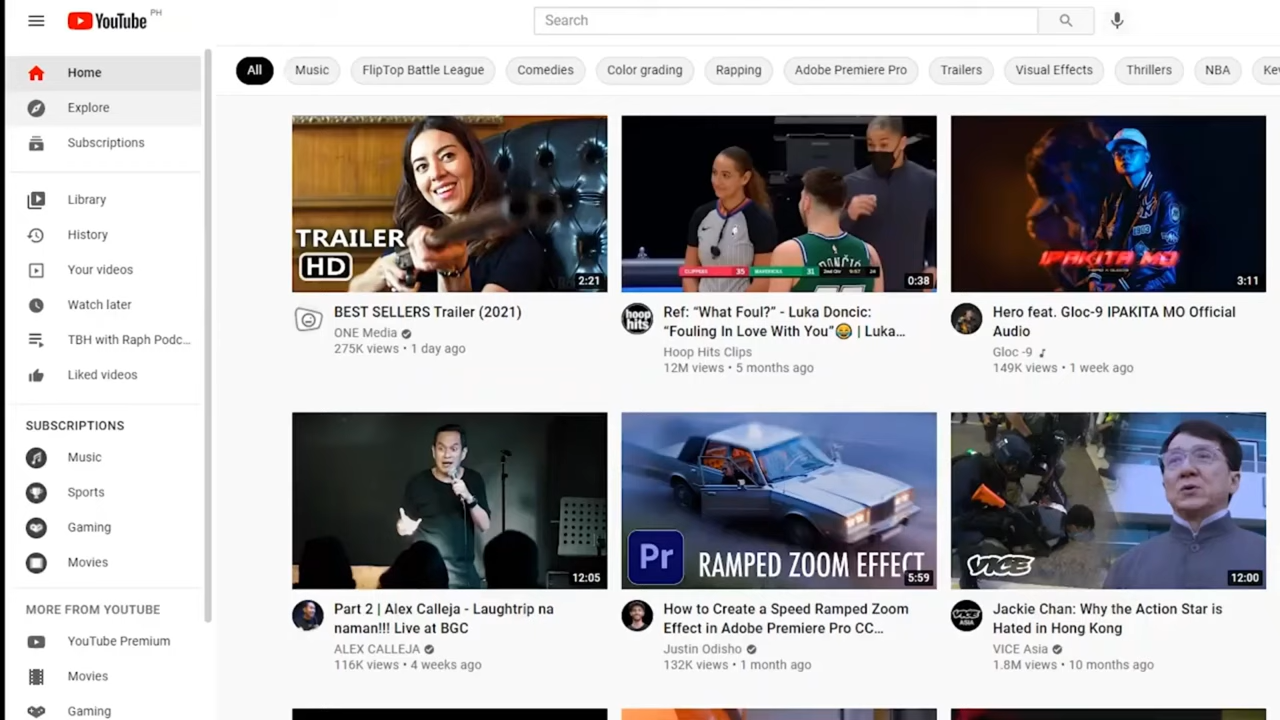 YouTube PH
Search
Home
Explore
Subscriptions
Library
History
Your videos
Watch later
TBH with Raph Podc...
Liked videos
SUBSCRIPTIONS
Music
Sports
Gaming
Movies
MORE FROM YOUTUBE
YouTube Premium
Movies
Gaming
All
Music
FlipTop Battle League
Comedies
Color grading
Rapping
Adobe Premiere Pro
Trailers
Visual Effects
Thrillers
NBA
TRAILER
HD
2:21
BEST SELLERS Trailer (2021)
ONE Media
275K views • 1 day ago
CLIPPERS 35 MAVERICKS 31
DONČIĆ
0:38
hoop
hits
Ref: "What Foul?" - Luka Doncic:
"Fouling In Love With You"😂 | Luka...
Hoop Hits Clips
12M views • 5 months ago
IPAKITA MO
3:11
Hero feat. Gloc-9 IPAKITA MO Official
Audio
Gloc -9
149K views • 1 week ago
12:05
Part 2 | Alex Calleja - Laughtrip na
naman!!! Live at BGC
ALEX CALLEJA
116K views • 4 weeks ago
Pr
RAMPED ZOOM EFFECT
5:59
How to Create a Speed Ramped Zoom
Effect in Adobe Premiere Pro CC...
Justin Odisho
132K views • 1 month ago
VICE
12:00
Jackie Chan: Why the Action Star is
Hated in Hong Kong
VICE Asia
1.8M views • 10 months ago